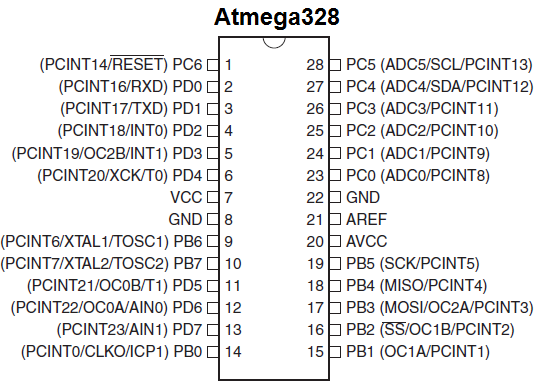 Atmega328
(PCINT14/RESET) PC6 1 28 PC5 (ADC5/SCL/PCINT13)
(PCINT16/RXD) PD0 2 27 PC4 (ADC4/SDA/PCINT12)
(PCINT17/TXD) PD1 3 26 PC3 (ADC3/PCINT11)
(PCINT18/INT0) PD2 4 25 PC2 (ADC2/PCINT10)
(PCINT19/OC2B/INT1) PD3 5 24 PC1 (ADC1/PCINT9)
(PCINT20/XCK/T0) PD4 6 23 PC0 (ADC0/PCINT8)
VCC 7 22 GND
GND 8 21 AREF
(PCINT6/XTAL1/TOSC1) PB6 9 20 AVCC
(PCINT7/XTAL2/TOSC2) PB7 10 19 PB5 (SCK/PCINT5)
(PCINT21/OC0B/T1) PD5 11 18 PB4 (MISO/PCINT4)
(PCINT22/OC0A/AIN0) PD6 12 17 PB3 (MOSI/OC2A/PCINT3)
(PCINT23/AIN1) PD7 13 16 PB2 (SS/OC1B/PCINT2)
(PCINT0/CLKO/ICP1) PB0 14 15 PB1 (OC1A/PCINT1)